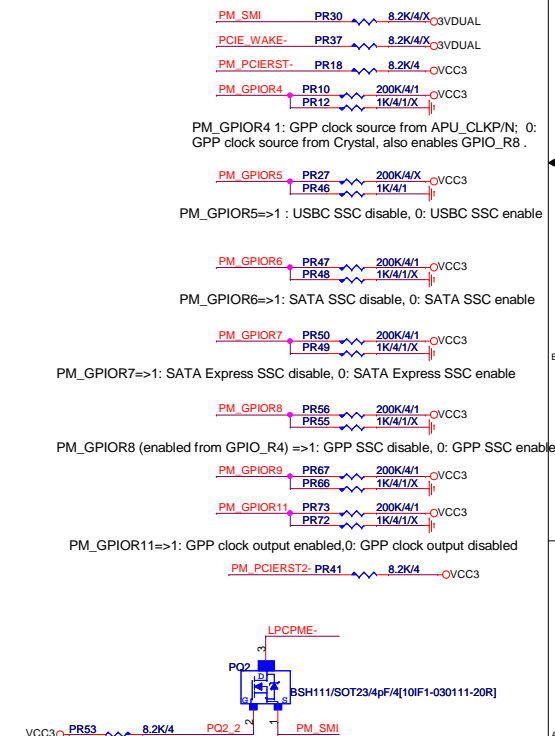 PM_SMI PR30 8.2K/4/X 3VDUAL
PCIE_WAKE- PR37 8.2K/4/X 3VDUAL
PM_PCIERST- PR18 8.2K/4 VCC3
PM_GPIOR4 PR10 200K/4/1 VCC3
PR12 1K/4/1/X
PM_GPIOR4 1: GPP clock source from APU_CLKP/N; 0:
GPP clock source from Crystal, also enables GPIO_R8 .
PM_GPIOR5 PR27 200K/4/X VCC3
PR46 1K/4/1
PM_GPIOR5=>1 : USBC SSC disable, 0: USBC SSC enable
PM_GPIOR6 PR47 200K/4/1 VCC3
PR48 1K/4/1/X
PM_GPIOR6=>1: SATA SSC disable, 0: SATA SSC enable
PM_GPIOR7 PR50 200K/4/1 VCC3
PR49 1K/4/1/X
PM_GPIOR7=>1: SATA Express SSC disable, 0: SATA Express SSC enable
PM_GPIOR8 PR56 200K/4/1 VCC3
PR55 1K/4/1/X
PM_GPIOR8 (enabled from GPIO_R4) =>1: GPP SSC disable, 0: GPP SSC enable
PM_GPIOR9 PR67 200K/4/1 VCC3
PR66 1K/4/1/X
PM_GPIOR11 PR73 200K/4/1 VCC3
PR72 1K/4/1/X
PM_GPIOR11=>1: GPP clock output enabled,0: GPP clock output disabled
PM_PCIERST2- PR41 8.2K/4 VCC3
LPCPME-
3
PQ2 D
BSH111/SOT23/4pF/4[10IF1-030111-20R]
G S
2 1
VCC3 PR53 8.2K/4 PQ2_2 PM_SMI